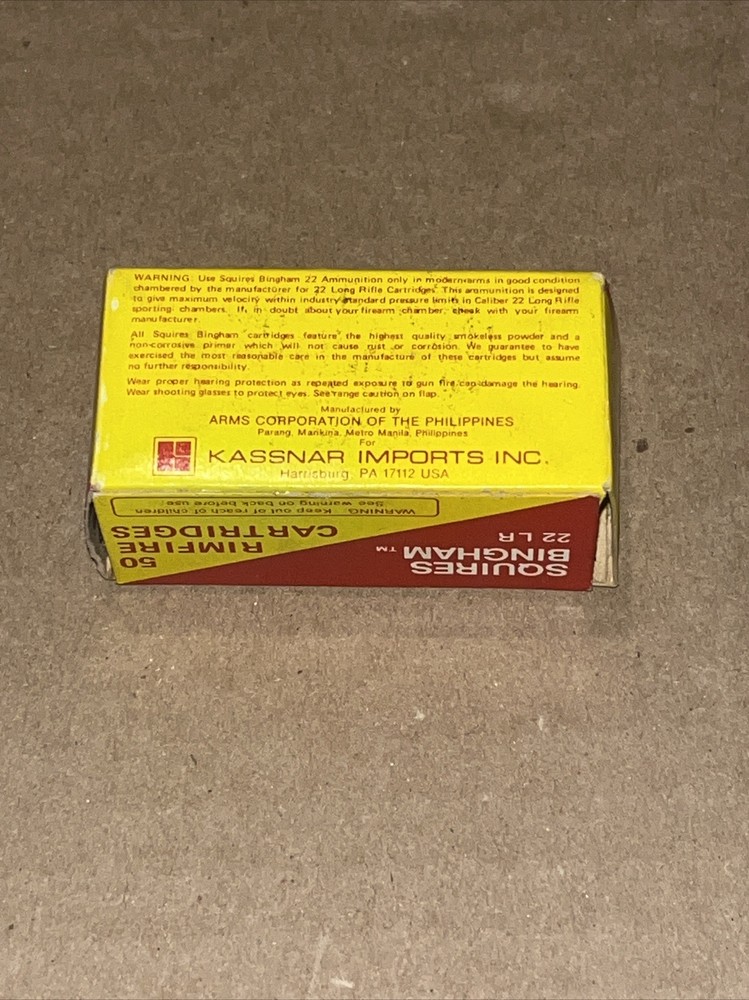 WARNING: Use Squires Bingham 22 Ammunition only in modern arms in good condition
chambered by the manufacturer for 22 Long Rifle Cartridges. This ammunition is designed
to give maximum velocity within industry standard pressure limits in Caliber 22 Long Rifle
sporting chambers. If, in doubt about your firearm chamber, check with your firearm
manufacturer.
All Squires Bingham cartridges feature the highest quality smokeless powder and a
non-corrosive primer which will not cause rust or corrosion. We guarantee to have
exercised the most reasonable care in the manufacture of these cartridges but assume
no further responsibility.
Wear proper hearing protection as repeated exposure to gun fire can damage the hearing.
Wear shooting glasses to protect eyes. See range caution on flap.
Manufactured by
ARMS CORPORATION OF THE PHILIPPINES
Parang, Marikina, Metro Manila, Philippines
For
KASSNAR IMPORTS INC.
Harrisburg, PA 17112 USA
SQUIRES
BINGHAM TM
22 LR
50
RIMFIRE
CARTRIDGES
WARNING: Keep out of reach of children
See warning on back before use.